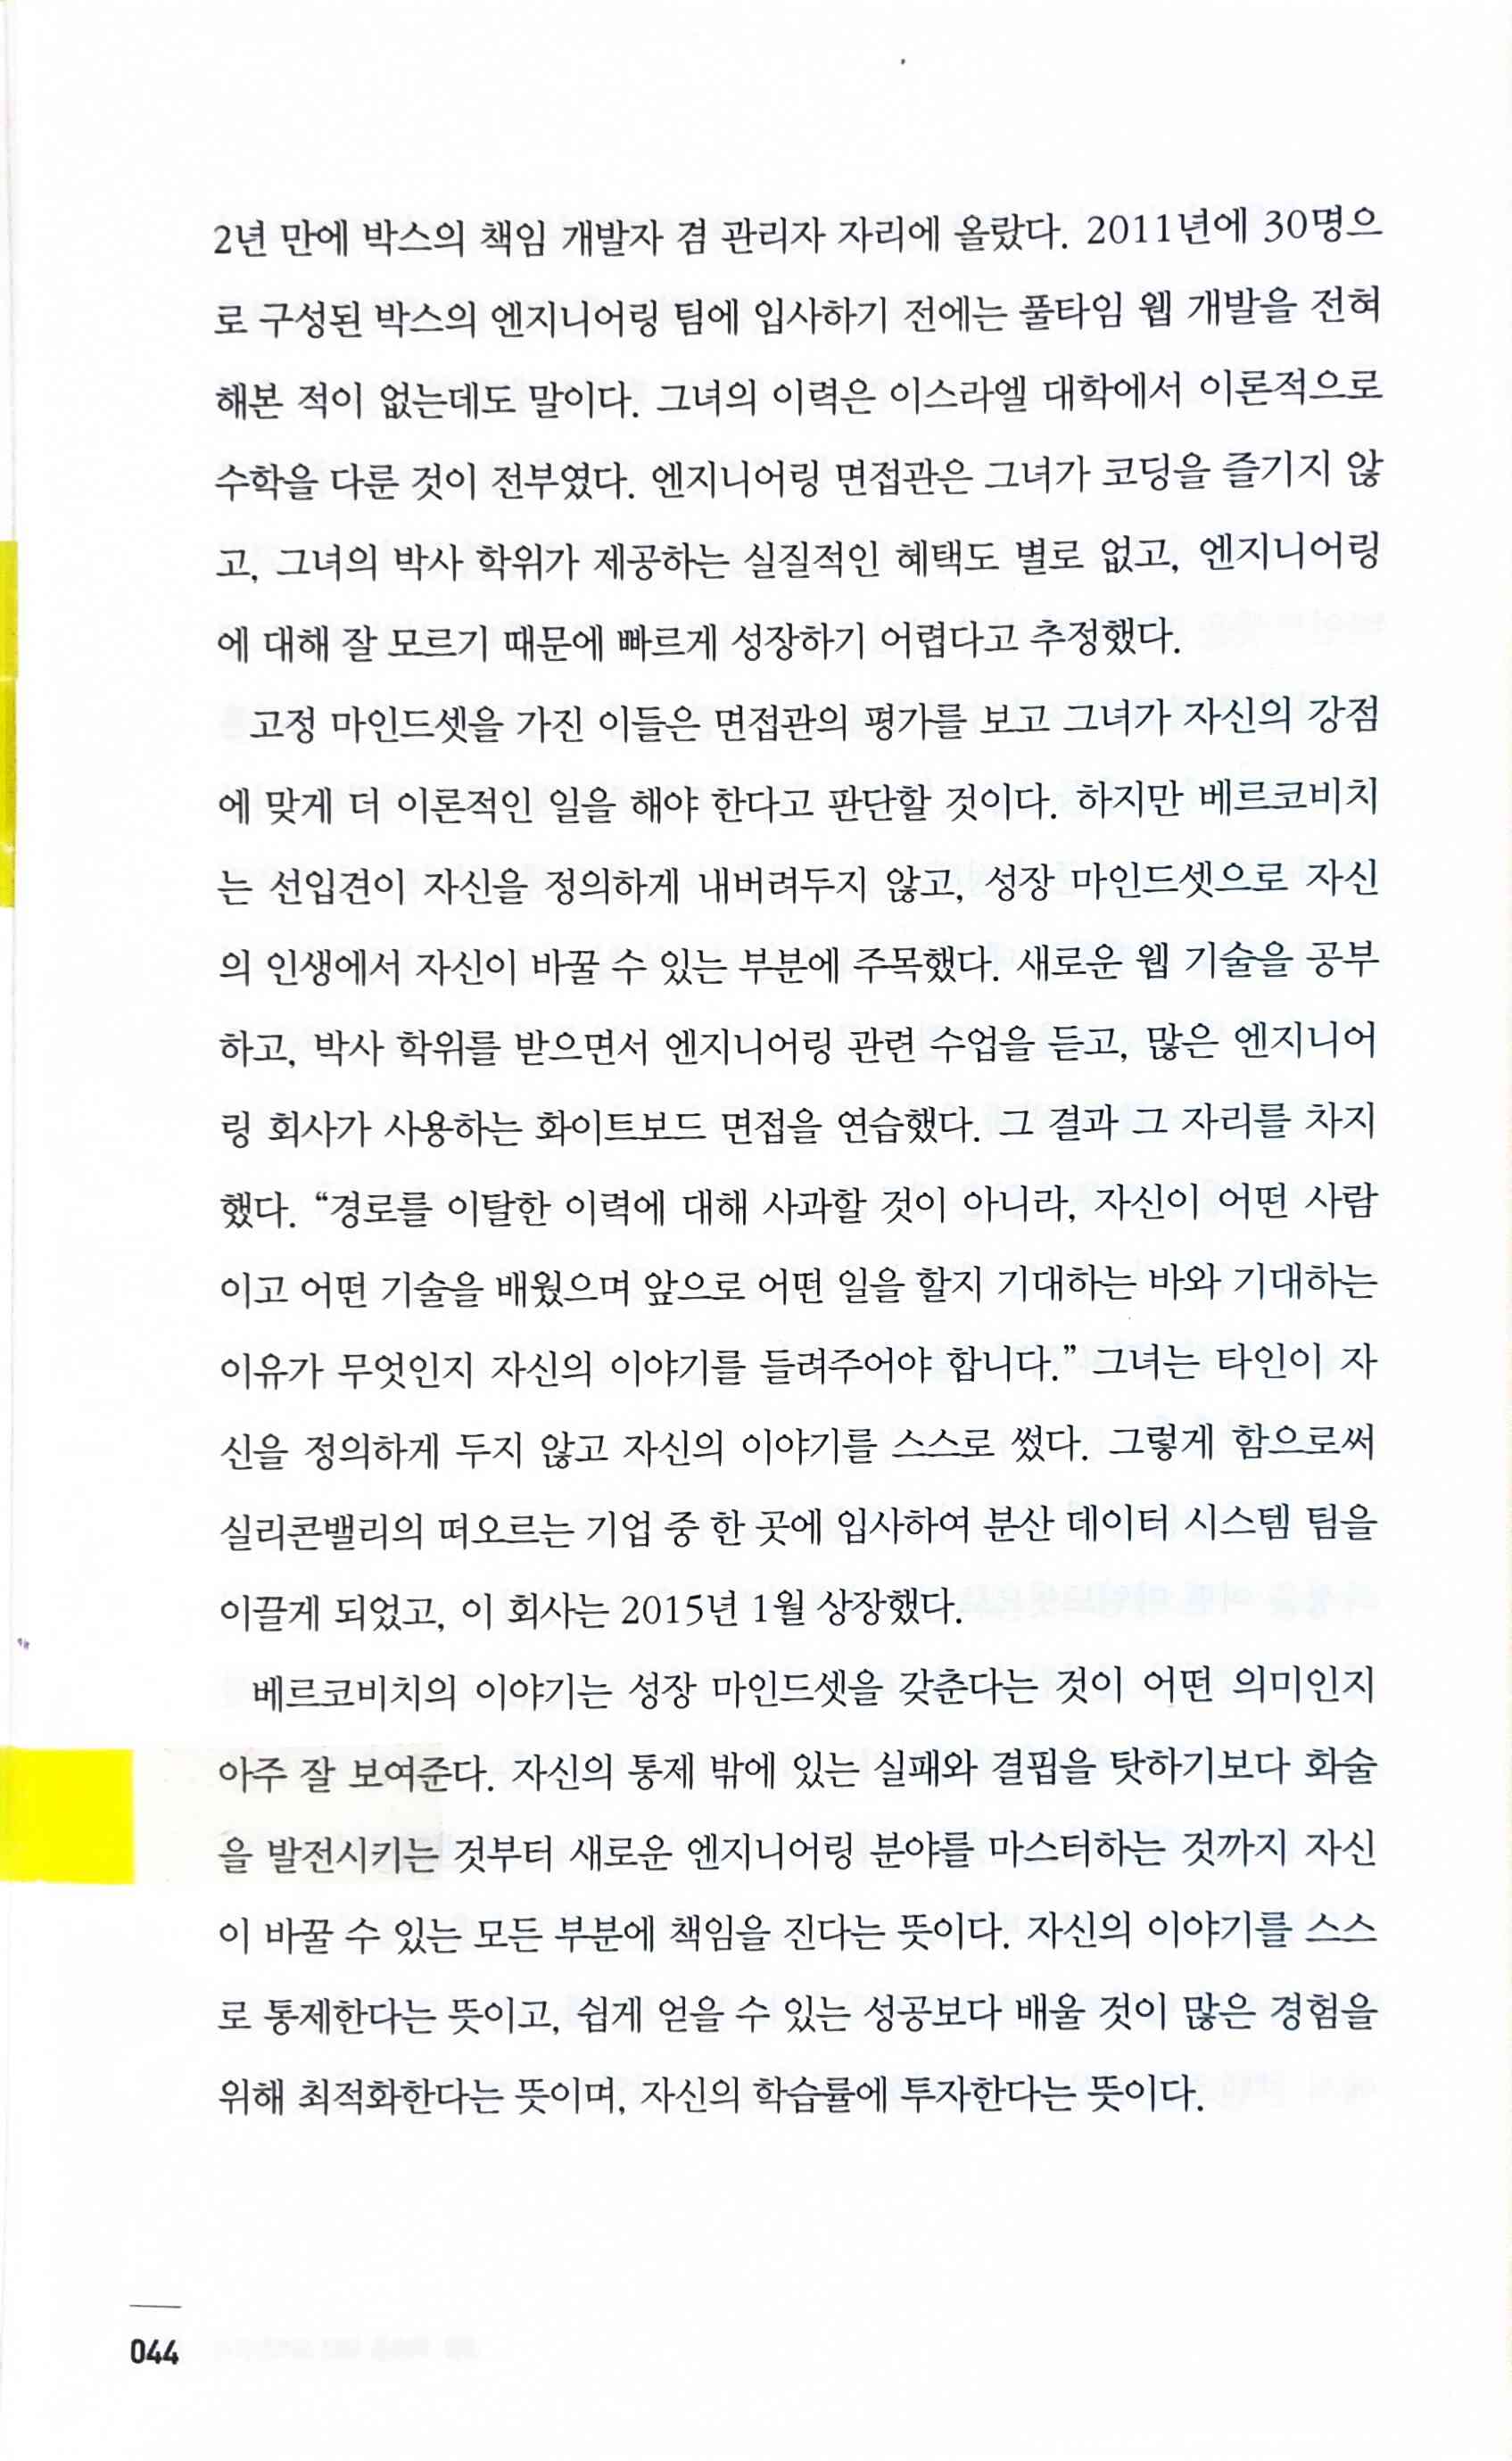 2년 만에 박스의 책임 개발자 겸 관리자 자리에 올랐다. 2011년에 30명으
로 구성된 박스의 엔지니어링 팀에 입사하기 전에는 풀타임 웹 개발을 전혀
해본 적이 없는데도 말이다. 그녀의 이력은 이스라엘 대학에서 이론적으로
수학을 다룬 것이 전부였다. 엔지니어링 면접관은 그녀가 코딩을 즐기지 않
고, 그녀의 박사 학위가 제공하는 실질적인 혜택도 별로 없고, 엔지니어링
에 대해 잘 모르기 때문에 빠르게 성장하기 어렵다고 추정했다.
고정 마인드셋을 가진 이들은 면접관의 평가를 보고 그녀가 자신의 강점
에 맞게 더 이론적인 일을 해야 한다고 판단할 것이다. 하지만 베르코비치
는 선입견이 자신을 정의하게 내버려두지 않고, 성장 마인드셋으로 자신
의 인생에서 자신이 바꿀 수 있는 부분에 주목했다. 새로운 웹 기술을 공부
하고, 박사 학위를 받으면서 엔지니어링 관련 수업을 듣고, 많은 엔지니어
링 회사가 사용하는 화이트보드 면접을 연습했다. 그 결과 그 자리를 차지
했다. “경로를 이탈한 이력에 대해 사과할 것이 아니라, 자신이 어떤 사람
이고 어떤 기술을 배웠으며 앞으로 어떤 일을 할지 기대하는 바와 기대하는
이유가 무엇인지 자신의 이야기를 들려주어야 합니다.” 그녀는 타인이 자
신을 정의하게 두지 않고 자신의 이야기를 스스로 썼다. 그렇게 함으로써
실리콘밸리의 떠오르는 기업 중 한 곳에 입사하여 분산 데이터 시스템 팀을
이끌게 되었고, 이 회사는 2015년 1월 상장했다.
베르코비치의 이야기는 성장 마인드셋을 갖춘다는 것이 어떤 의미인지
아주 잘 보여준다. 자신의 통제 밖에 있는 실패와 결핍을 탓하기보다 화술
을 발전시키는 것부터 새로운 엔지니어링 분야를 마스터하는 것까지 자신
이 바꿀 수 있는 모든 부분에 책임을 진다는 뜻이다. 자신의 이야기를 스스
로 통제한다는 뜻이고, 쉽게 얻을 수 있는 성공보다 배울 것이 많은 경험을
위해 최적화한다는 뜻이며, 자신의 학습률에 투자한다는 뜻이다.
044